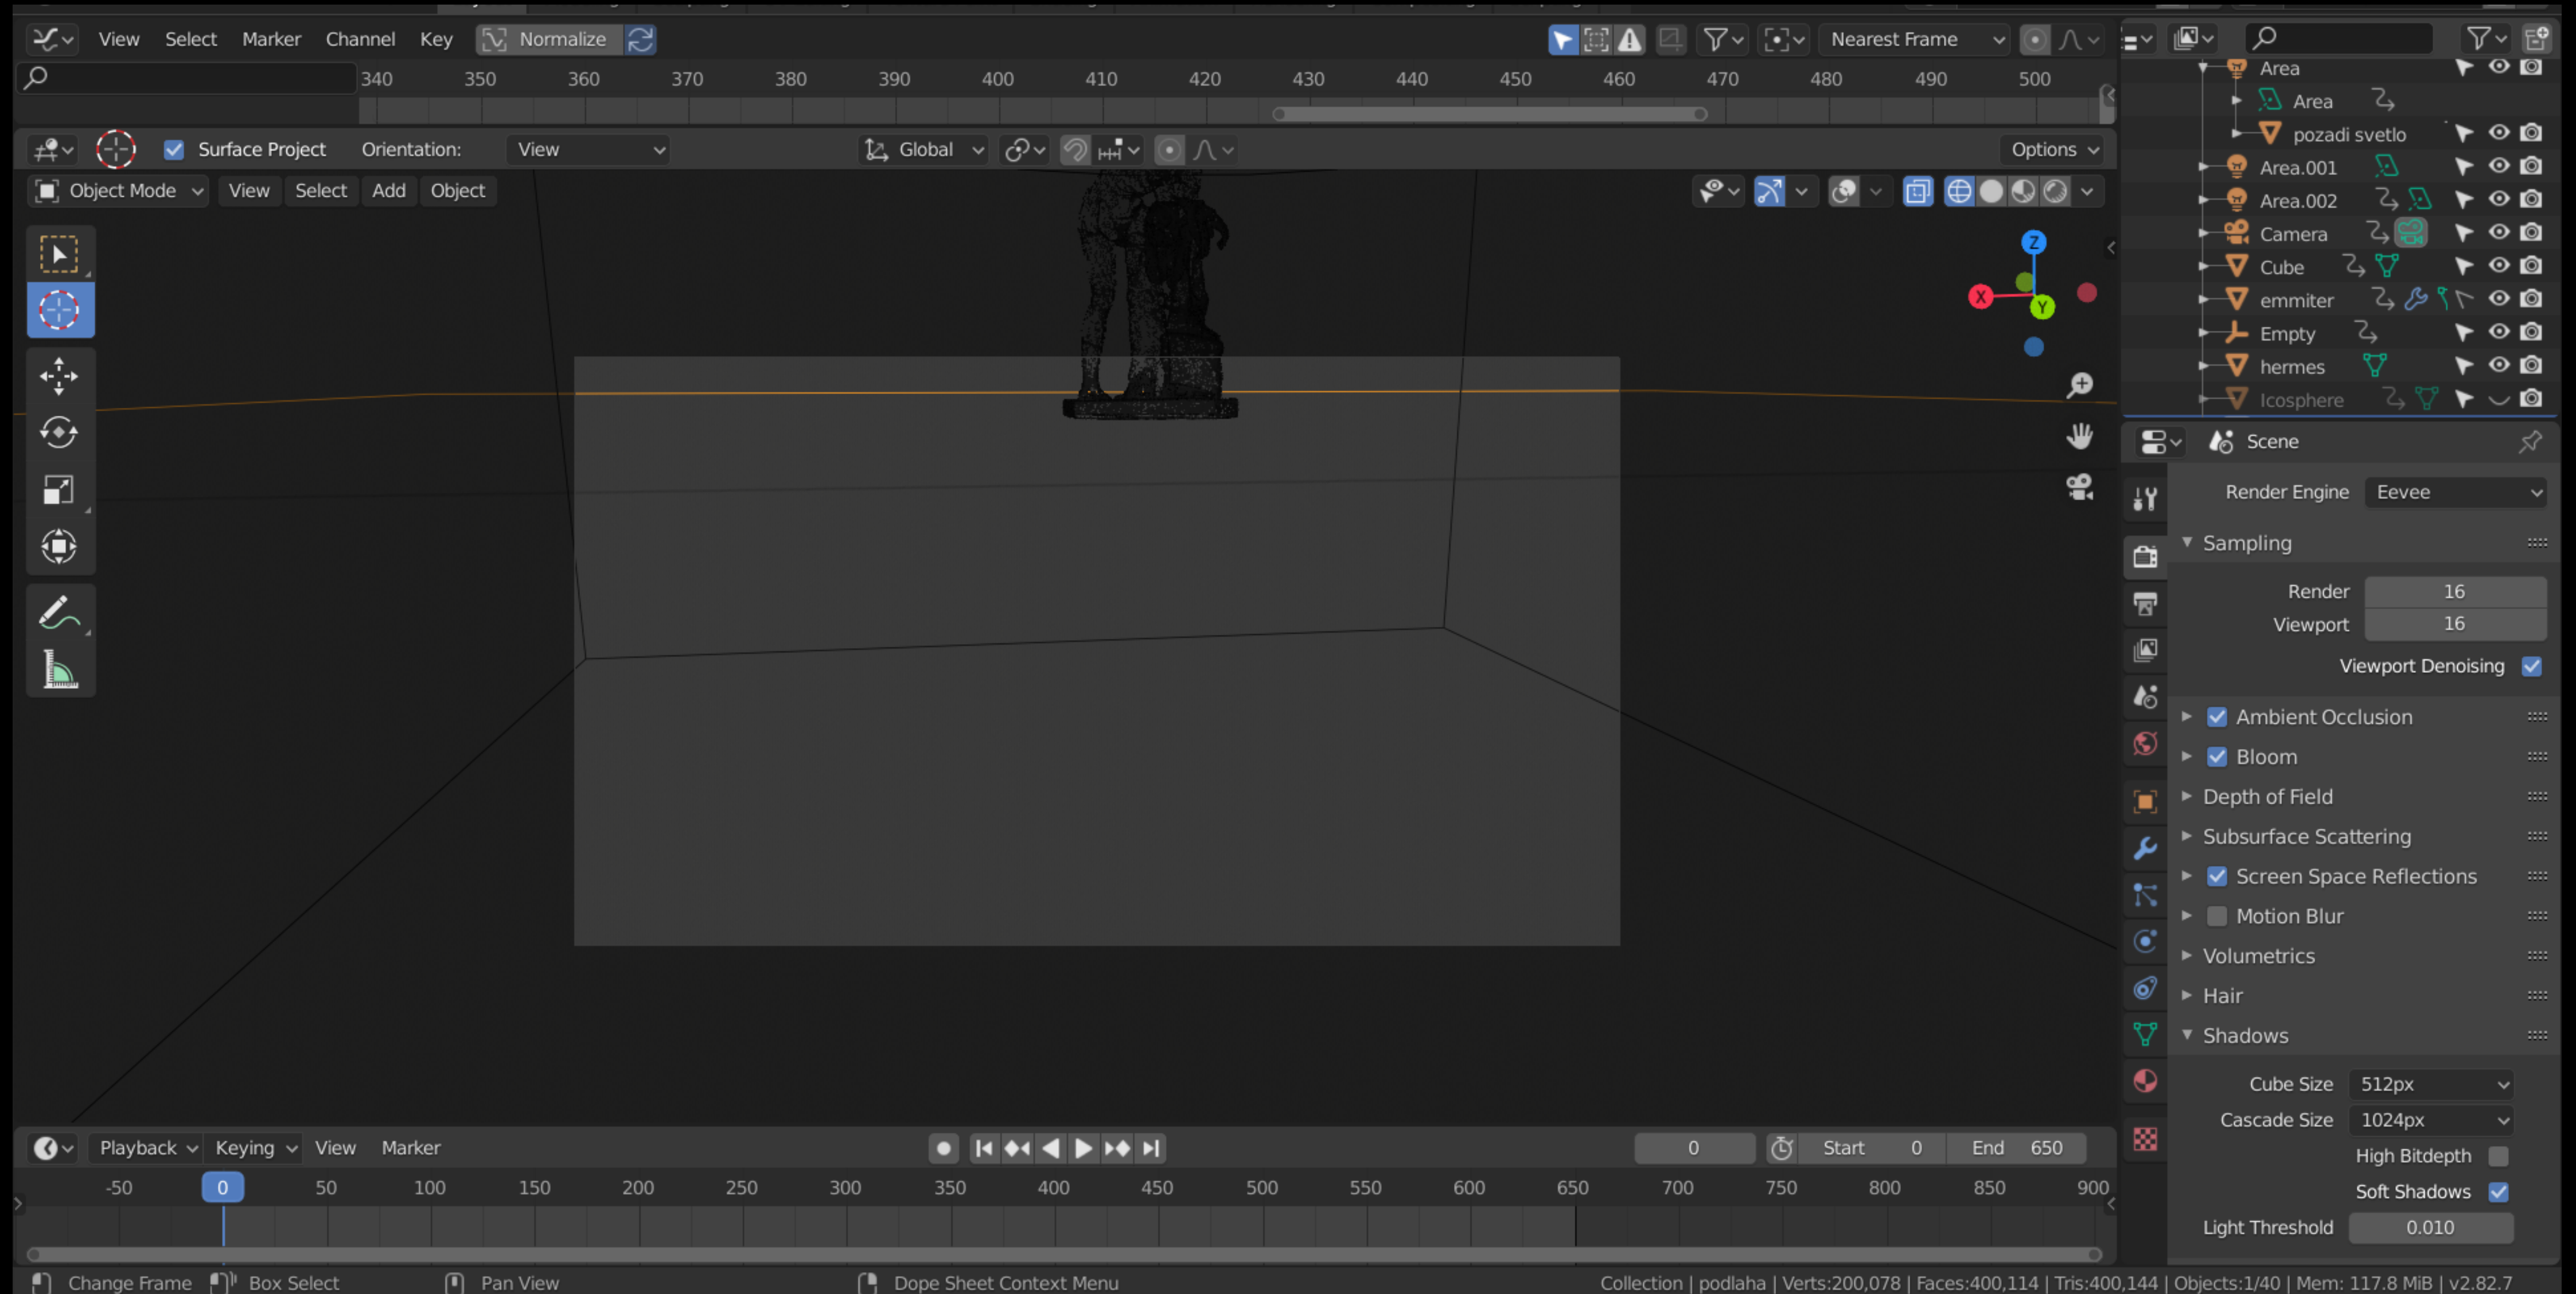 View Select Marker Channel Key Normalize Nearest Frame
340 350 360 370 380 390 400 410 420 430 440 450 460 470 480 490 500
Surface Project Orientation: View Global Options
Object Mode View Select Add Object
Z
X
Y
Area
Area
pozadi svetlo
Area.001
Area.002
Camera
Cube
emmiter
Empty
hermes
Icosphere
Scene
Render Engine Eevee
Sampling
Render 16
Viewport 16
Viewport Denoising
Ambient Occlusion
Bloom
Depth of Field
Subsurface Scattering
Screen Space Reflections
Motion Blur
Volumetrics
Hair
Shadows
Cube Size 512px
Cascade Size 1024px
High Bitdepth
Soft Shadows
Light Threshold 0.010
Playback Keying View Marker 0 Start 0 End 650
-50 0 50 100 150 200 250 300 350 400 450 500 550 600 650 700 750 800 850 900
Change Frame Box Select Pan View Dope Sheet Context Menu Collection | podlaha | Verts:200,078 | Faces:400,114 | Tris:400,144 | Objects:1/40 | Mem: 117.8 MiB | v2.82.7